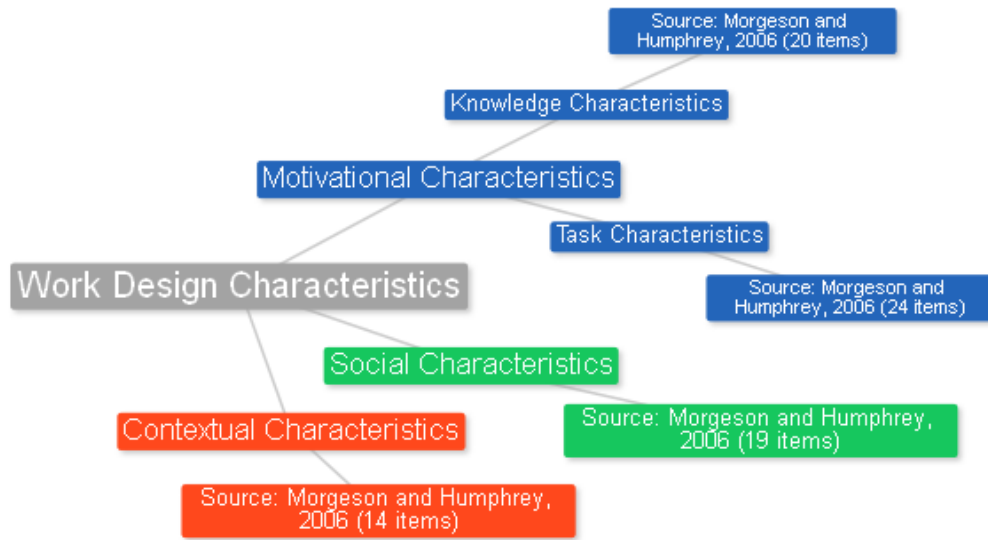 Source: Morgeson and
Humphrey, 2006 (20 items)
Knowledge Characteristics
Motivational Characteristics
Task Characteristics
Work Design Characteristics
Source: Morgeson and
Humphrey, 2006 (24 items)
Social Characteristics
Contextual Characteristics
Source: Morgeson and Humphrey,
2006 (19 items)
Source: Morgeson and Humphrey,
2006 (14 items)